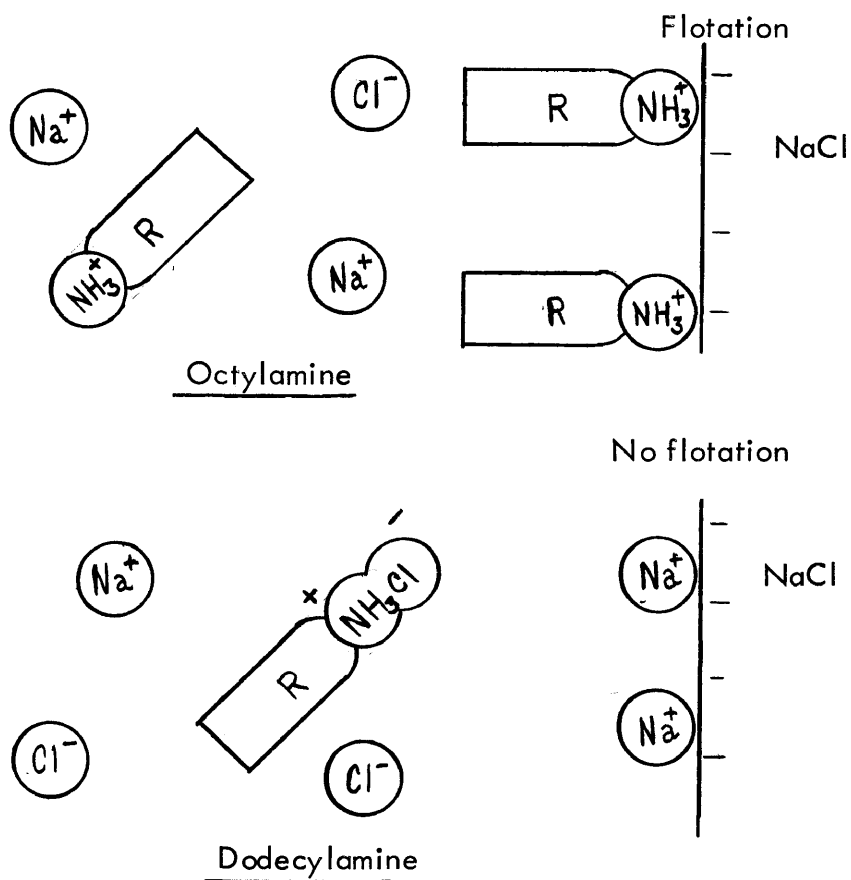 Flotation
Cl⁻
R
NH₃⁺
NaCl
Na⁺
R
NH₃⁺
Na⁺
R
NH₃⁺
Octylamine
No flotation
−
Na⁺
+
NH₃Cl
Na⁺
NaCl
R
Na⁺
Cl⁻
Cl⁻
Dodecylamine